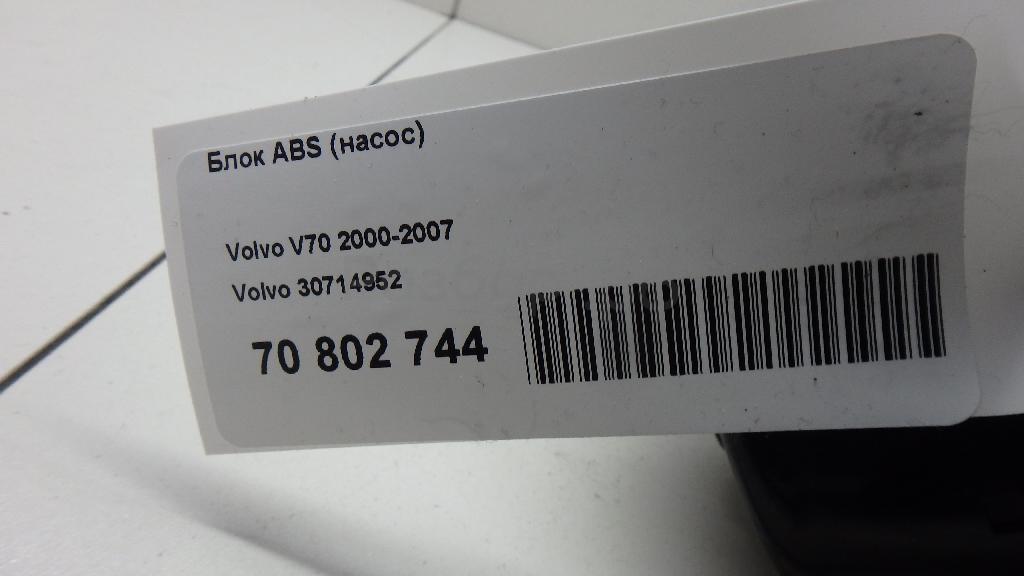 Блок ABS (насос)
Volvo V70 2000-2007
Volvo 30714952
70 802 744